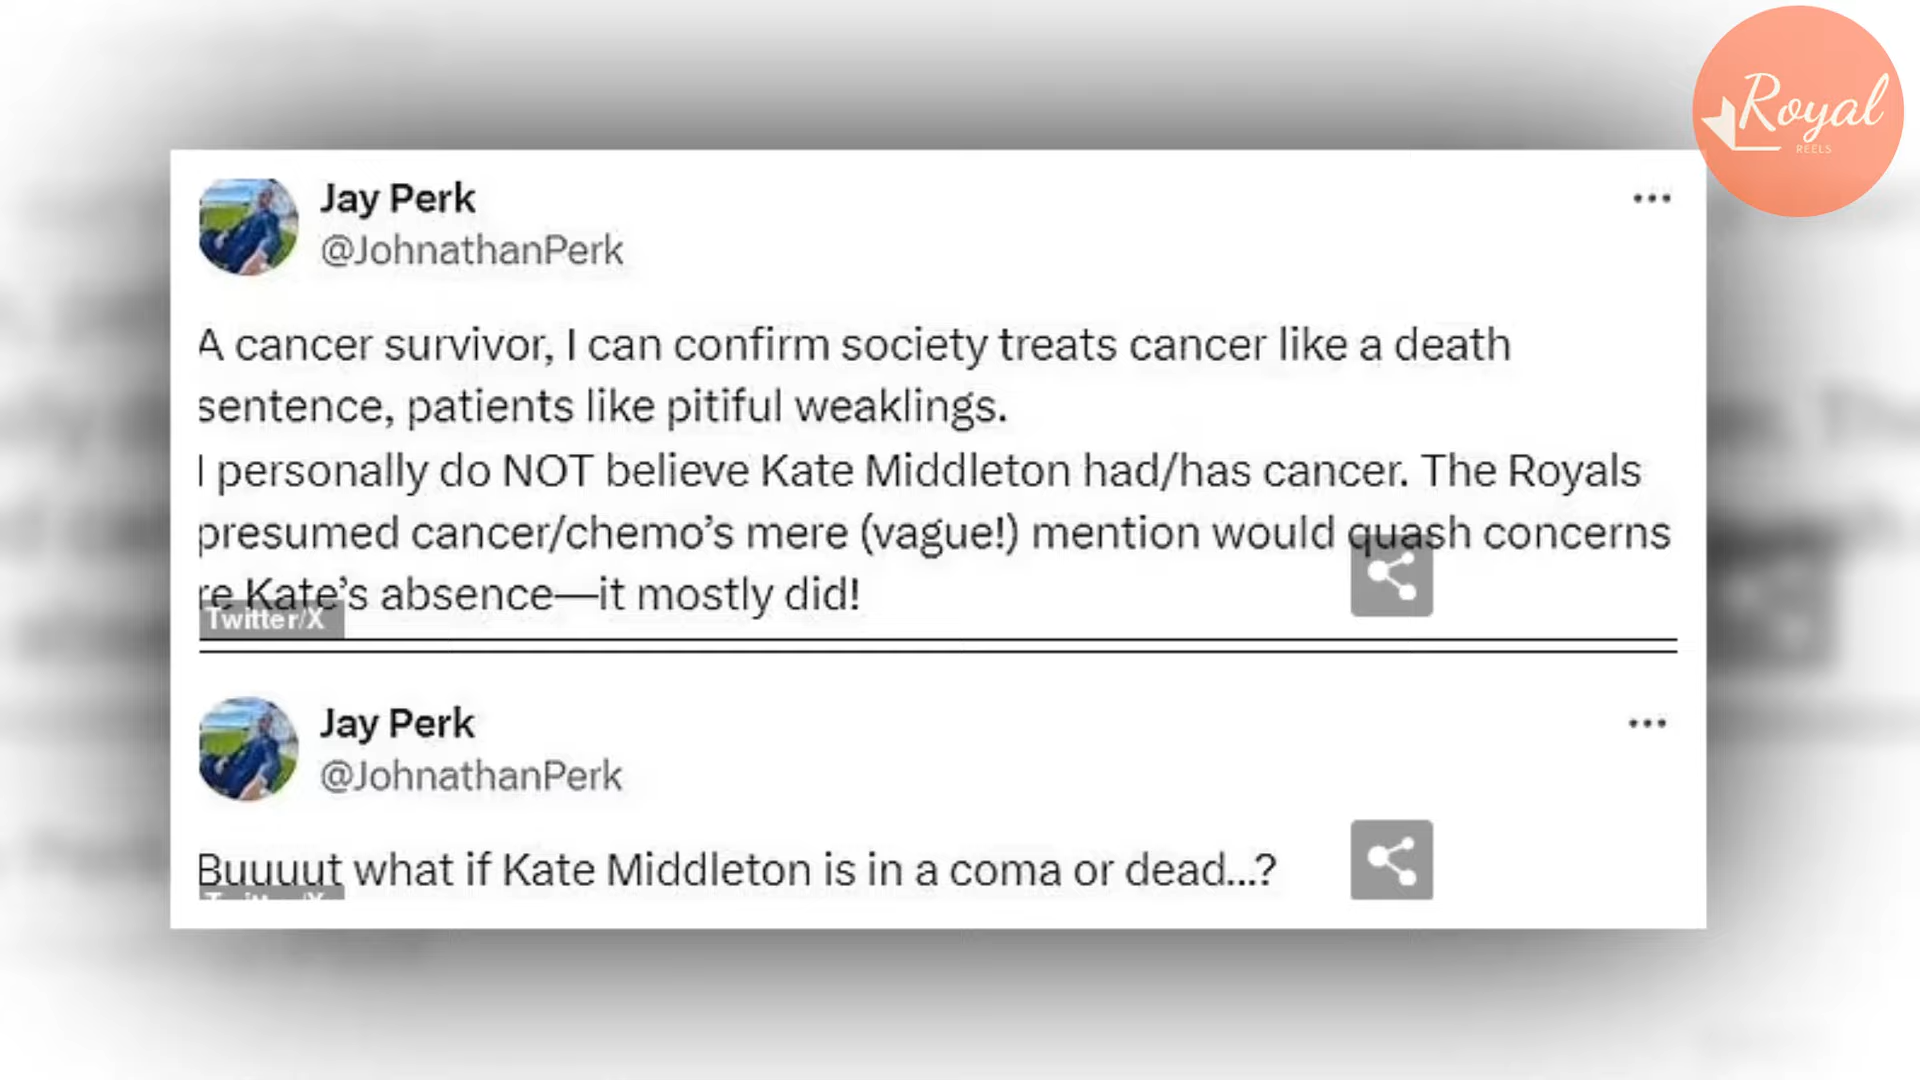 Royal
REELS
Jay Perk
@JohnathanPerk
A cancer survivor, I can confirm society treats cancer like a death
sentence, patients like pitiful weaklings.
I personally do NOT believe Kate Middleton had/has cancer. The Royals
presumed cancer/chemo’s mere (vague!) mention would quash concerns
re Kate’s absence—it mostly did!
Twitter/X
Jay Perk
@JohnathanPerk
Buuuut what if Kate Middleton is in a coma or dead...?